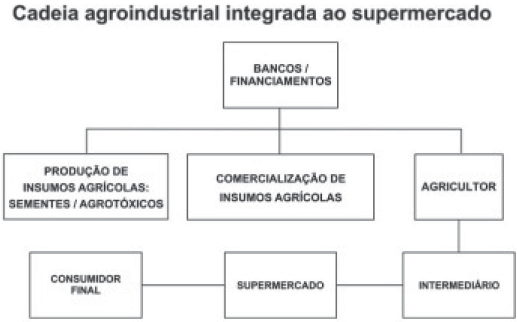 Cadeia agroindustrial integrada ao supermercado
BANCOS /
FINANCIAMENTOS
PRODUÇÃO DE
INSUMOS AGRÍCOLAS:
SEMENTES / AGROTÓXICOS
COMERCIALIZAÇÃO DE
INSUMOS AGRÍCOLAS
AGRICULTOR
CONSUMIDOR
FINAL
SUPERMERCADO
INTERMEDIÁRIO